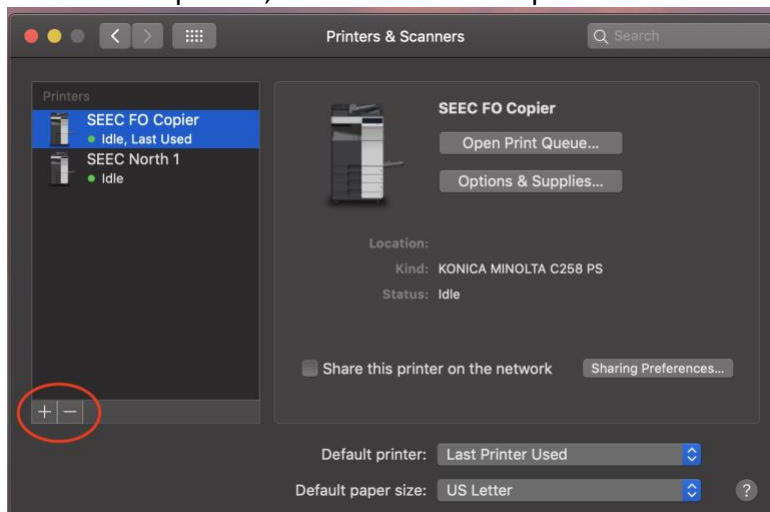 Printers & Scanners
Search
Printers
SEEC FO Copier
Idle, Last Used
SEEC North 1
Idle
SEEC FO Copier
Open Print Queue...
Options & Supplies...
Location:
Kind: KONICA MINOLTA C258 PS
Status: Idle
Share this printer on the network
Sharing Preferences...
+ −
Default printer: Last Printer Used
Default paper size: US Letter
?